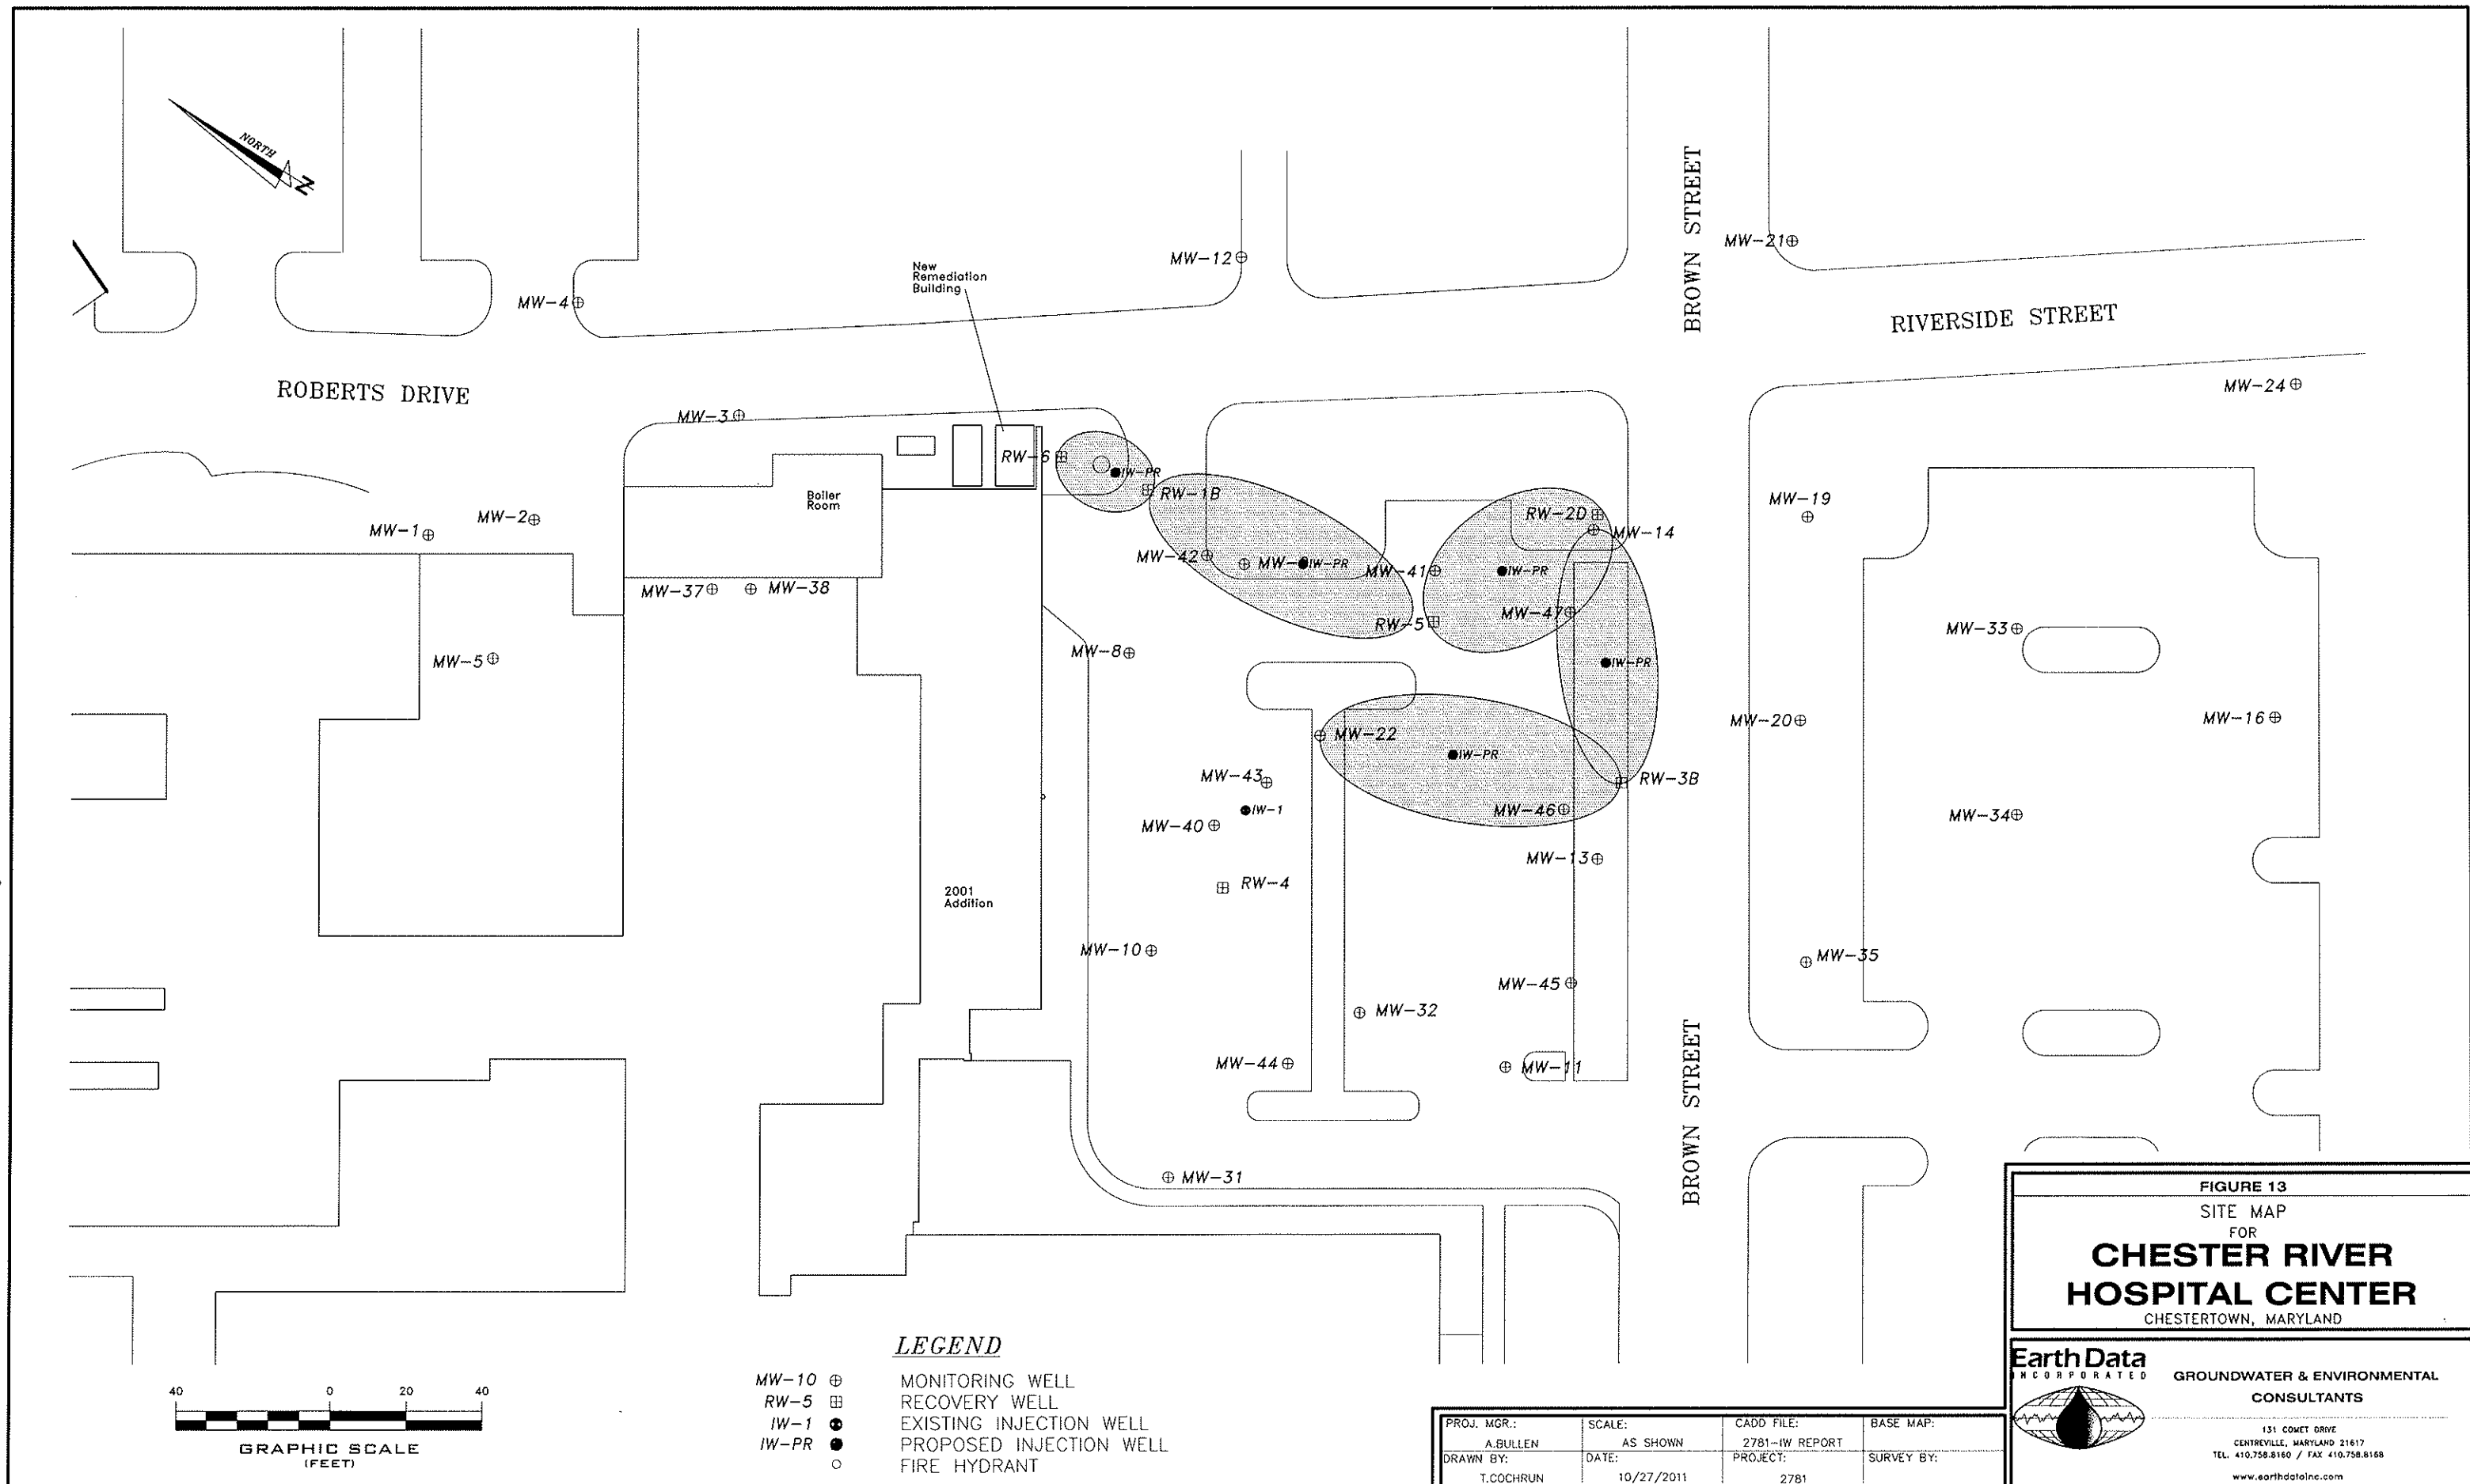 NORTH
N
BROWN STREET
MW-21
MW-12
New
Remediation
Building
MW-4
RIVERSIDE STREET
ROBERTS DRIVE
MW-24
MW-3
RW-6
IW-PR
RW-1B
Boiler
Room
MW-19
RW-2D
MW-14
MW-1
MW-2
MW-42
MW-
IW-PR
MW-41
IW-PR
MW-37
MW-38
MW-47
RW-5
MW-33
MW-5
MW-8
IW-PR
MW-20
MW-16
MW-22
IW-PR
MW-43
RW-3B
IW-1
MW-46
MW-40
MW-34
MW-13
RW-4
2001
Addition
MW-10
MW-35
MW-45
MW-32
MW-44
MW-11
BROWN STREET
MW-31
FIGURE 13
SITE MAP
FOR
CHESTER RIVER
HOSPITAL CENTER
CHESTERTOWN, MARYLAND
LEGEND
MW-10 MONITORING WELL
RW-5 RECOVERY WELL
IW-1 EXISTING INJECTION WELL
IW-PR PROPOSED INJECTION WELL
FIRE HYDRANT
40 0 20 40
GRAPHIC SCALE
(FEET)
PROJ. MGR.: SCALE: CADD FILE: BASE MAP:
A.BULLEN AS SHOWN 2781-IW REPORT
DRAWN BY: DATE: PROJECT: SURVEY BY:
T.COCHRUN 10/27/2011 2781
Earth Data
INCORPORATED
GROUNDWATER & ENVIRONMENTAL
CONSULTANTS
131 COMET DRIVE
CENTREVILLE, MARYLAND 21617
TEL. 410.758.8160 / FAX 410.758.8168
www.earthdatainc.com